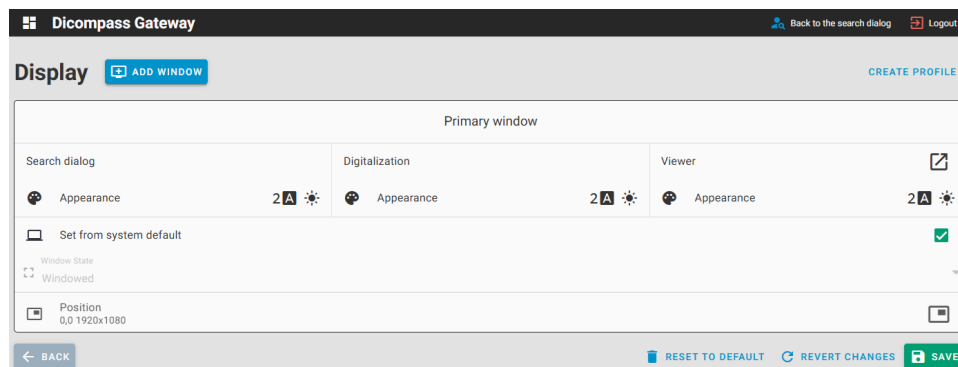 Dicompass Gateway
Back to the search dialog
Logout
Display
ADD WINDOW
CREATE PROFILE
Primary window
Search dialog
Digitalization
Viewer
Appearance 2 A
Appearance 2 A
Appearance 2 A
Set from system default
Window State
Windowed
Position
0,0 1920x1080
BACK
RESET TO DEFAULT
REVERT CHANGES
SAVE